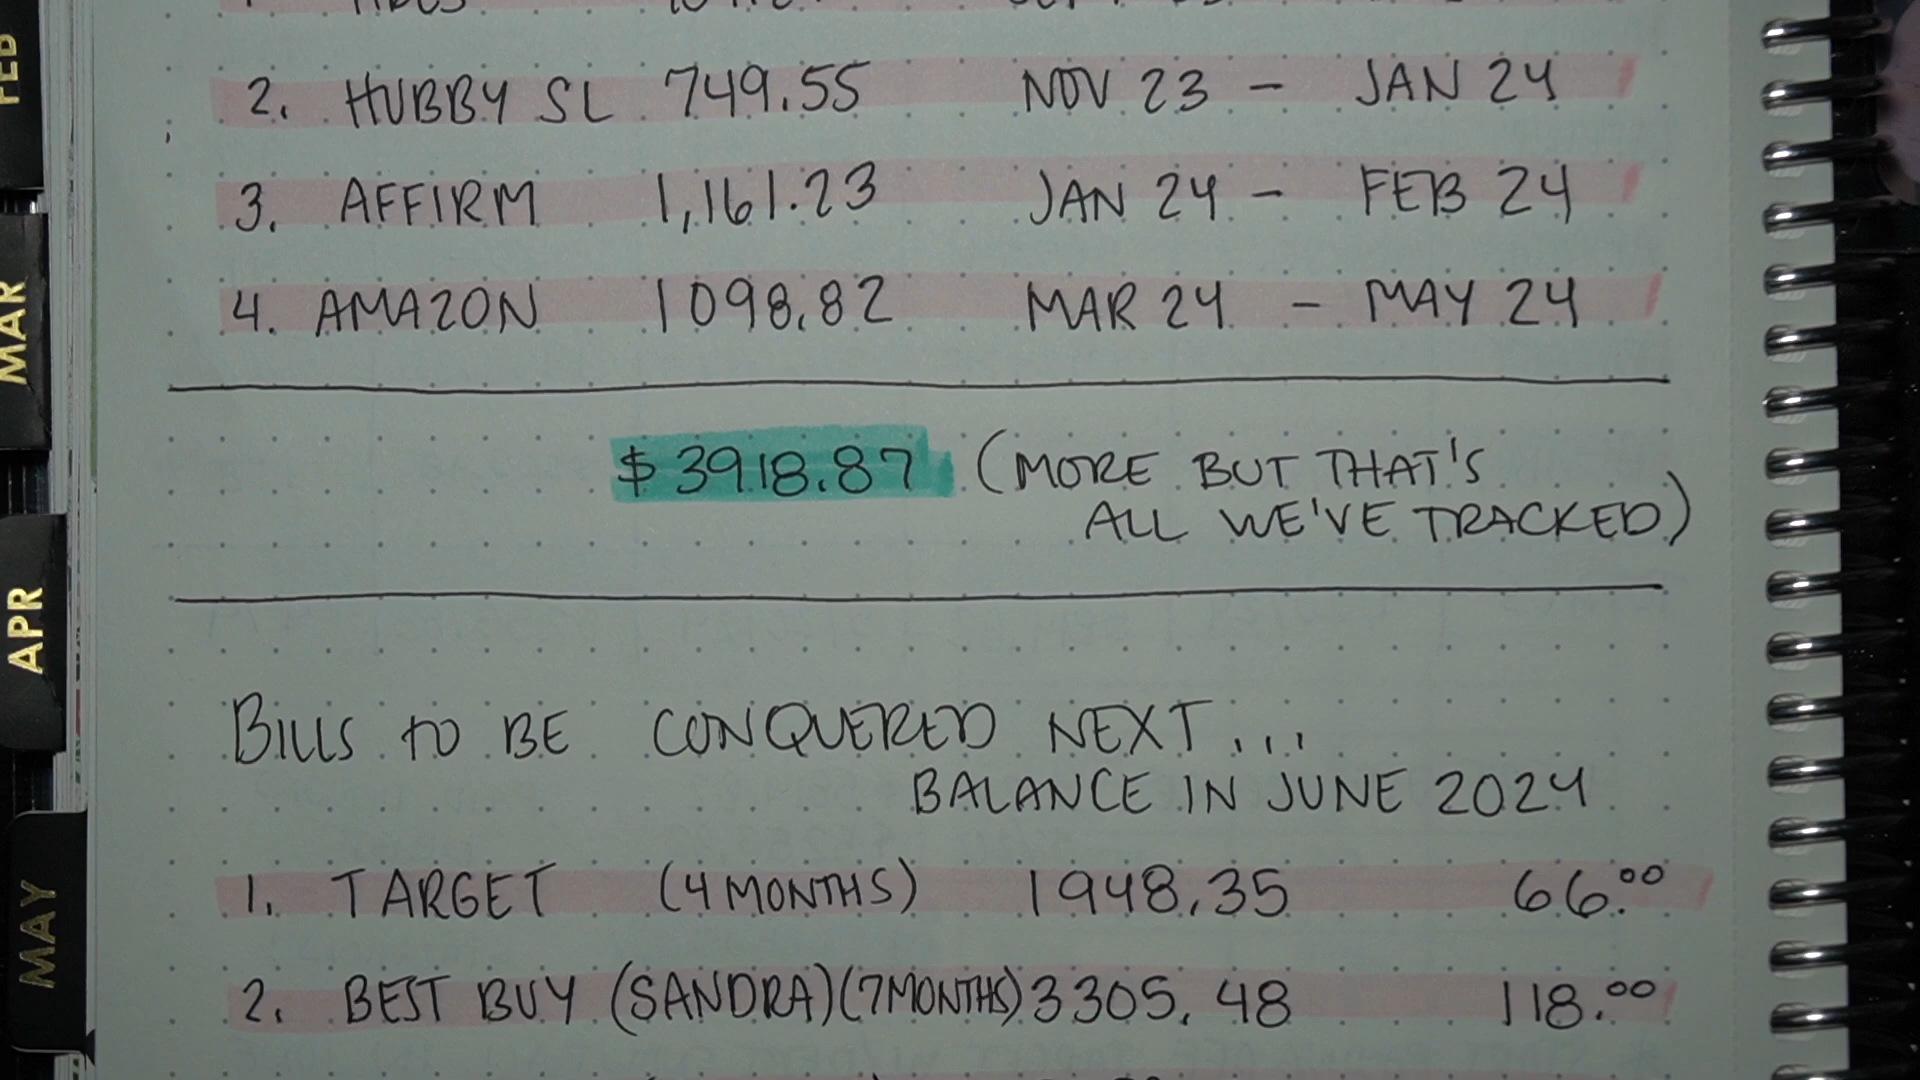 2. HUBBY SL 749.55 NOV 23 - JAN 24
3. AFFIRM 1,161.23 JAN 24 - FEB 24
4. AMAZON 1098.82 MAR 24 - MAY 24
$3918.87 (MORE BUT THAT'S
ALL WE'VE TRACKED)
BILLS TO BE CONQUERED NEXT...
BALANCE IN JUNE 2024
1. TARGET (4 MONTHS) 1948.35 66.00
2. BEST BUY (SANDRA) (7 MONTHS) 3305.48 118.00
FEB
MAR
APR
MAY